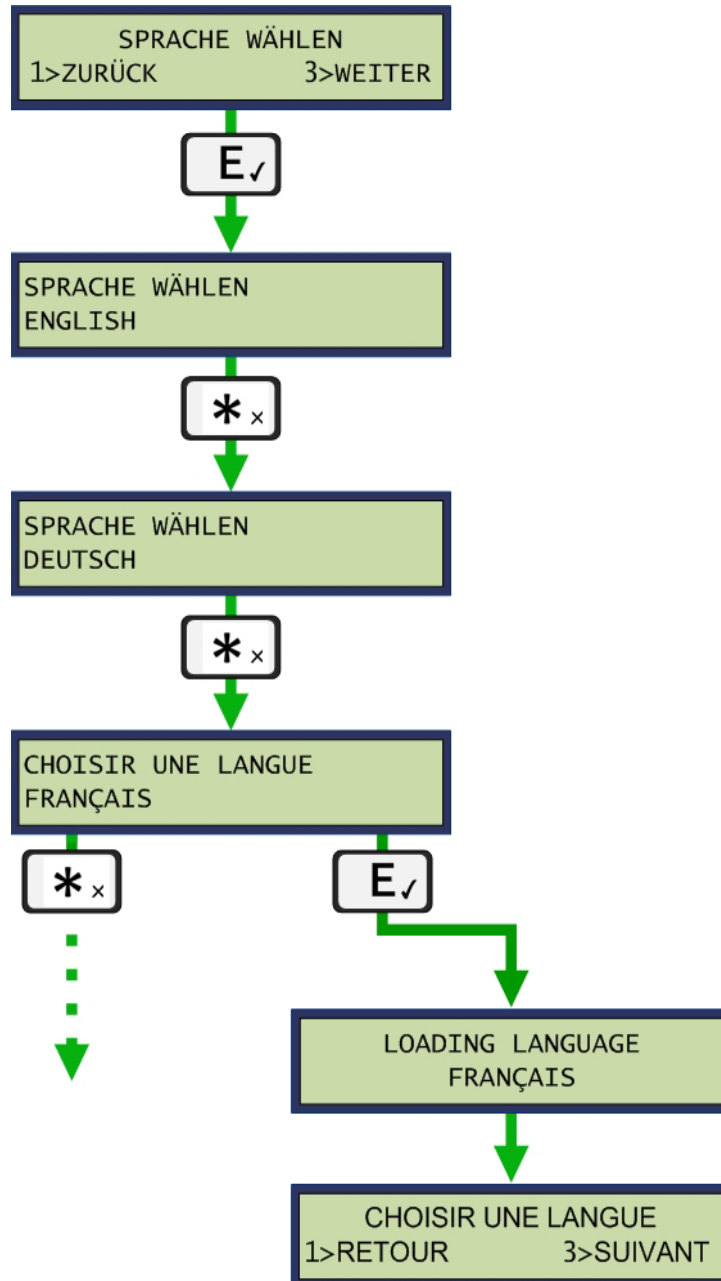 SPRACHE WÄHLEN
1>ZURÜCK 3>WEITER
E✓
SPRACHE WÄHLEN
ENGLISH
*×
SPRACHE WÄHLEN
DEUTSCH
*×
CHOISIR UNE LANGUE
FRANÇAIS
*× E✓
LOADING LANGUAGE
FRANÇAIS
CHOISIR UNE LANGUE
1>RETOUR 3>SUIVANT